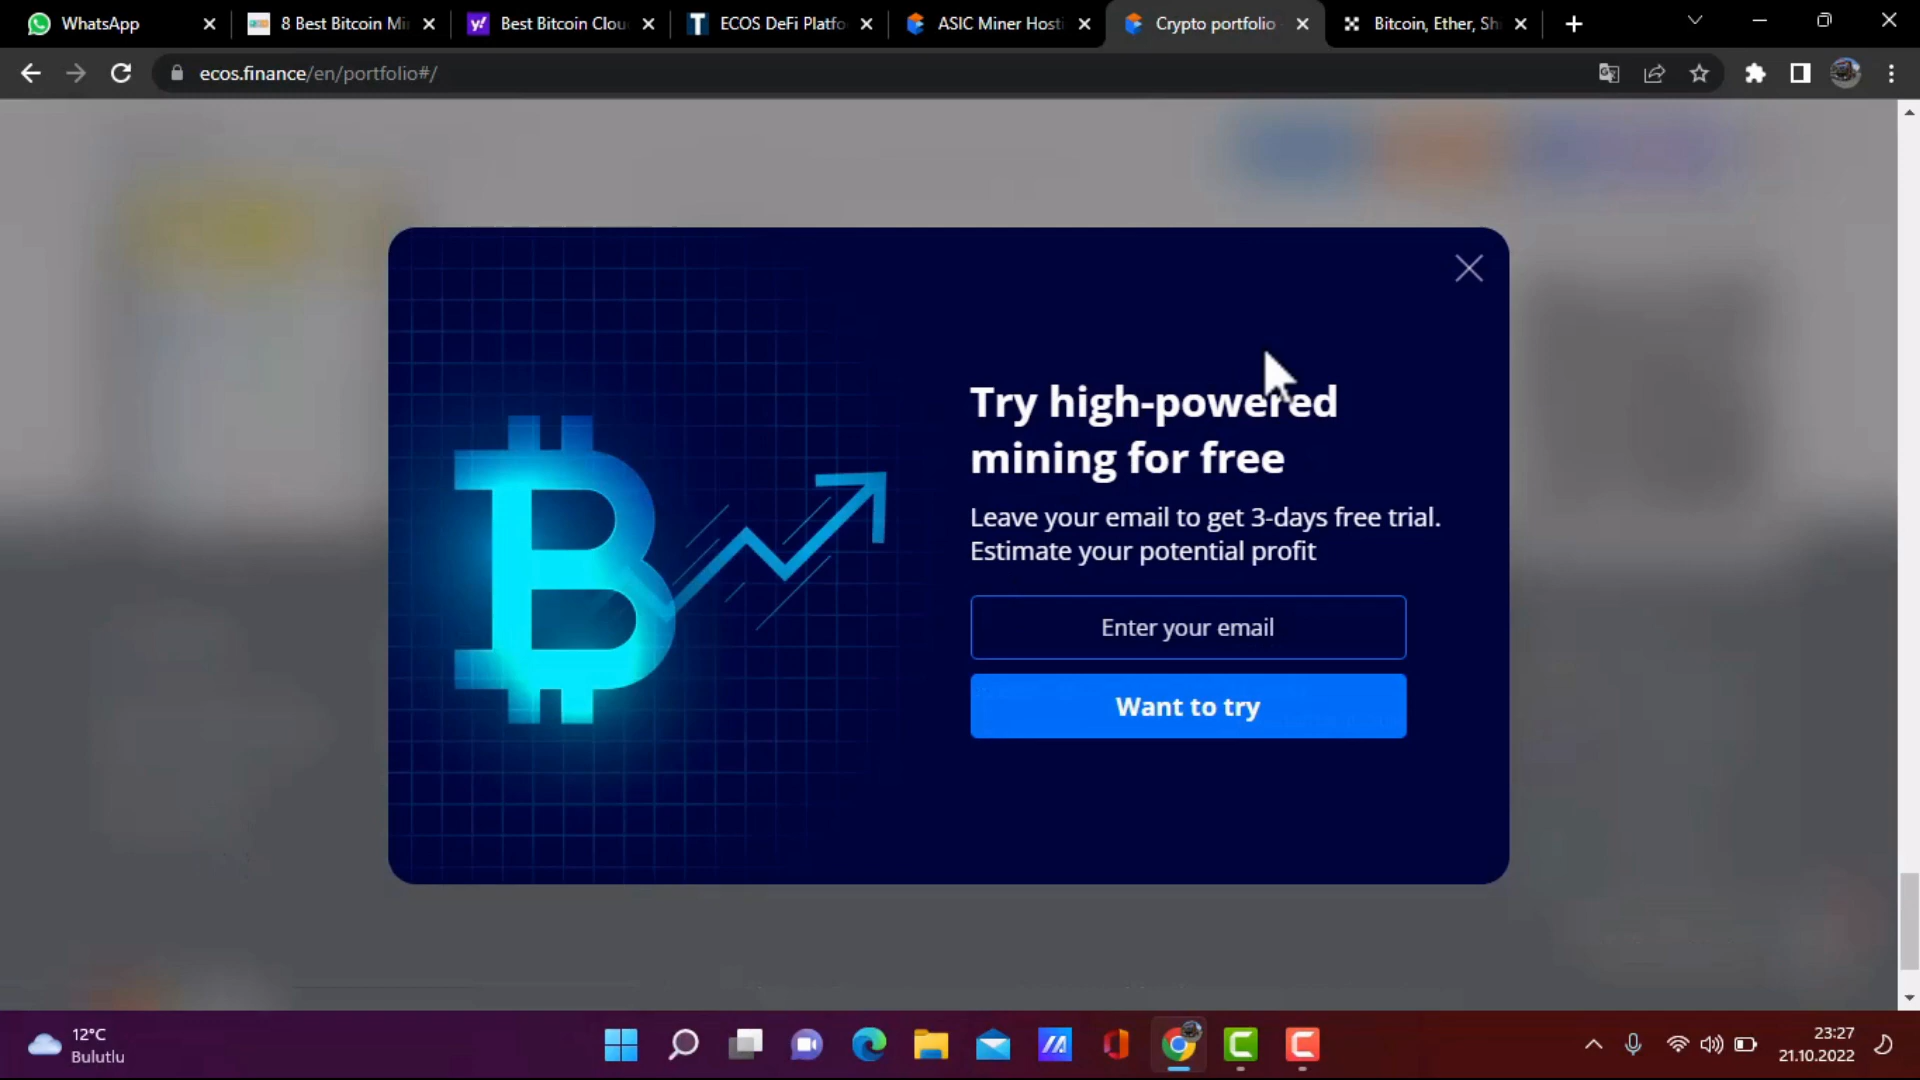 WhatsApp
8 Best Bitcoin Mi
Best Bitcoin Clou
ECOS DeFi Platfo
ASIC Miner Hosti
Crypto portfolio
Bitcoin, Ether, Sh
ecos.finance/en/portfolio#/
Try high-powered
mining for free
Leave your email to get 3-days free trial.
Estimate your potential profit
Enter your email
Want to try
12°C
Bulutlu
23:27
21.10.2022